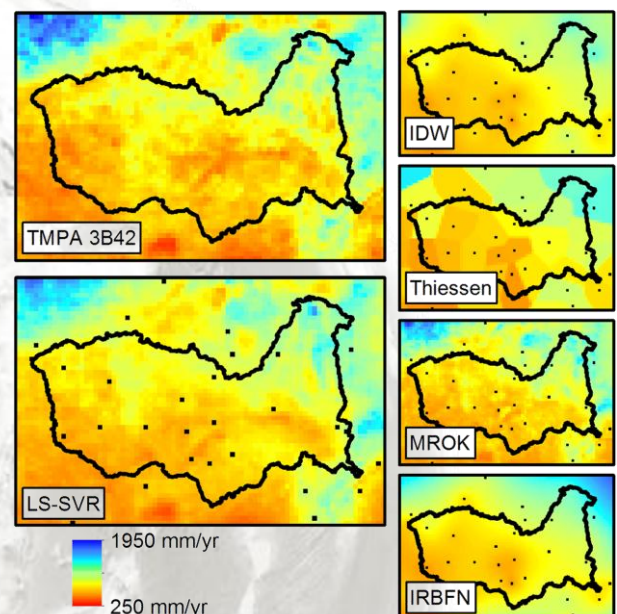 TMPA 3B42
LS-SVR
1950 mm/yr
250 mm/yr
IDW
Thiessen
MROK
IRBFN